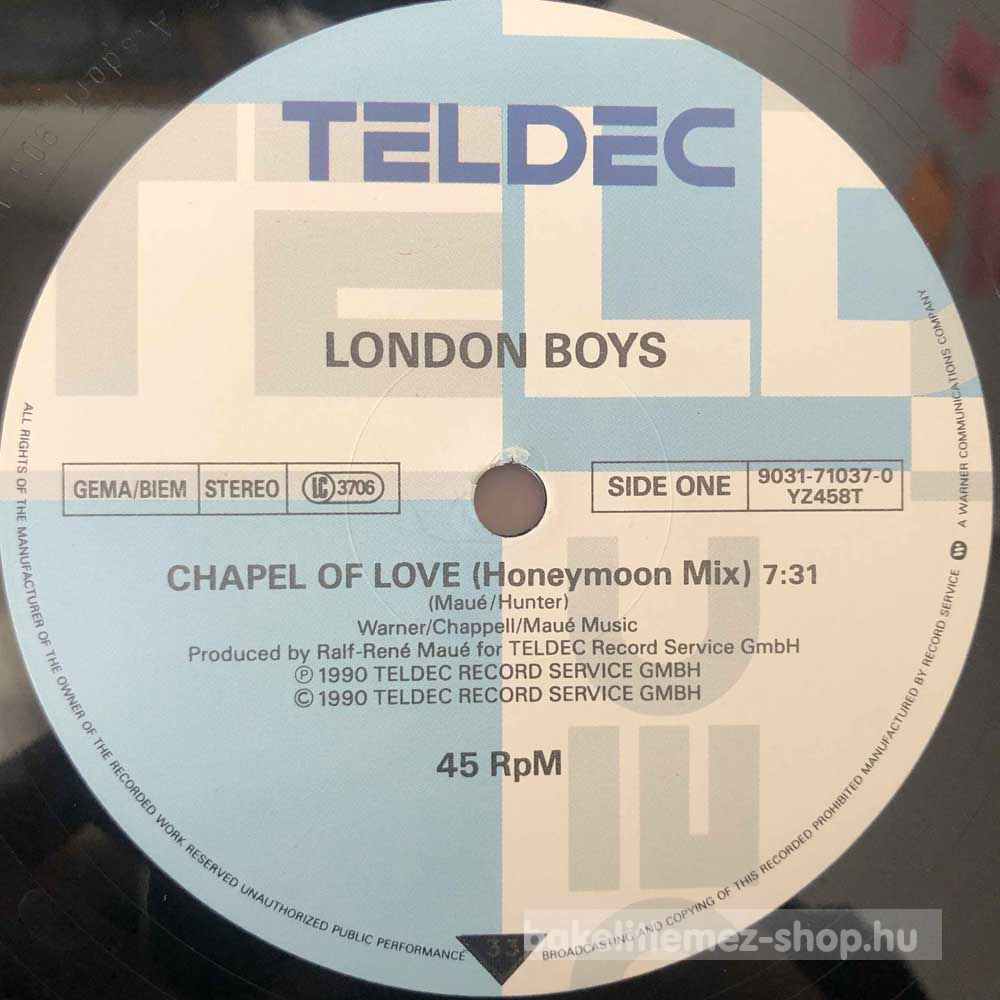 TELDEC
LONDON BOYS
GEMA/BIEM STEREO LC 3706
SIDE ONE 9031-71037-0
YZ458T
CHAPEL OF LOVE (Honeymoon Mix) 7:31
(Maué/Hunter)
Warner/Chappell/Maué Music
Produced by Ralf-René Maué for TELDEC Record Service GmbH
Ⓟ 1990 TELDEC RECORD SERVICE GMBH
© 1990 TELDEC RECORD SERVICE GMBH
45 RpM
ALL RIGHTS OF THE MANUFACTURER OF THE OWNER OF THE RECORDED WORK RESERVED UNAUTHORIZED PUBLIC PERFORMANCE BROADCASTING AND COPYING OF THIS RECORDED PROHIBITED MANUFACTURED BY RECORD SERVICE A WARNER COMMUNICATIONS COMPANY
33
bakelitlemez-shop.hu